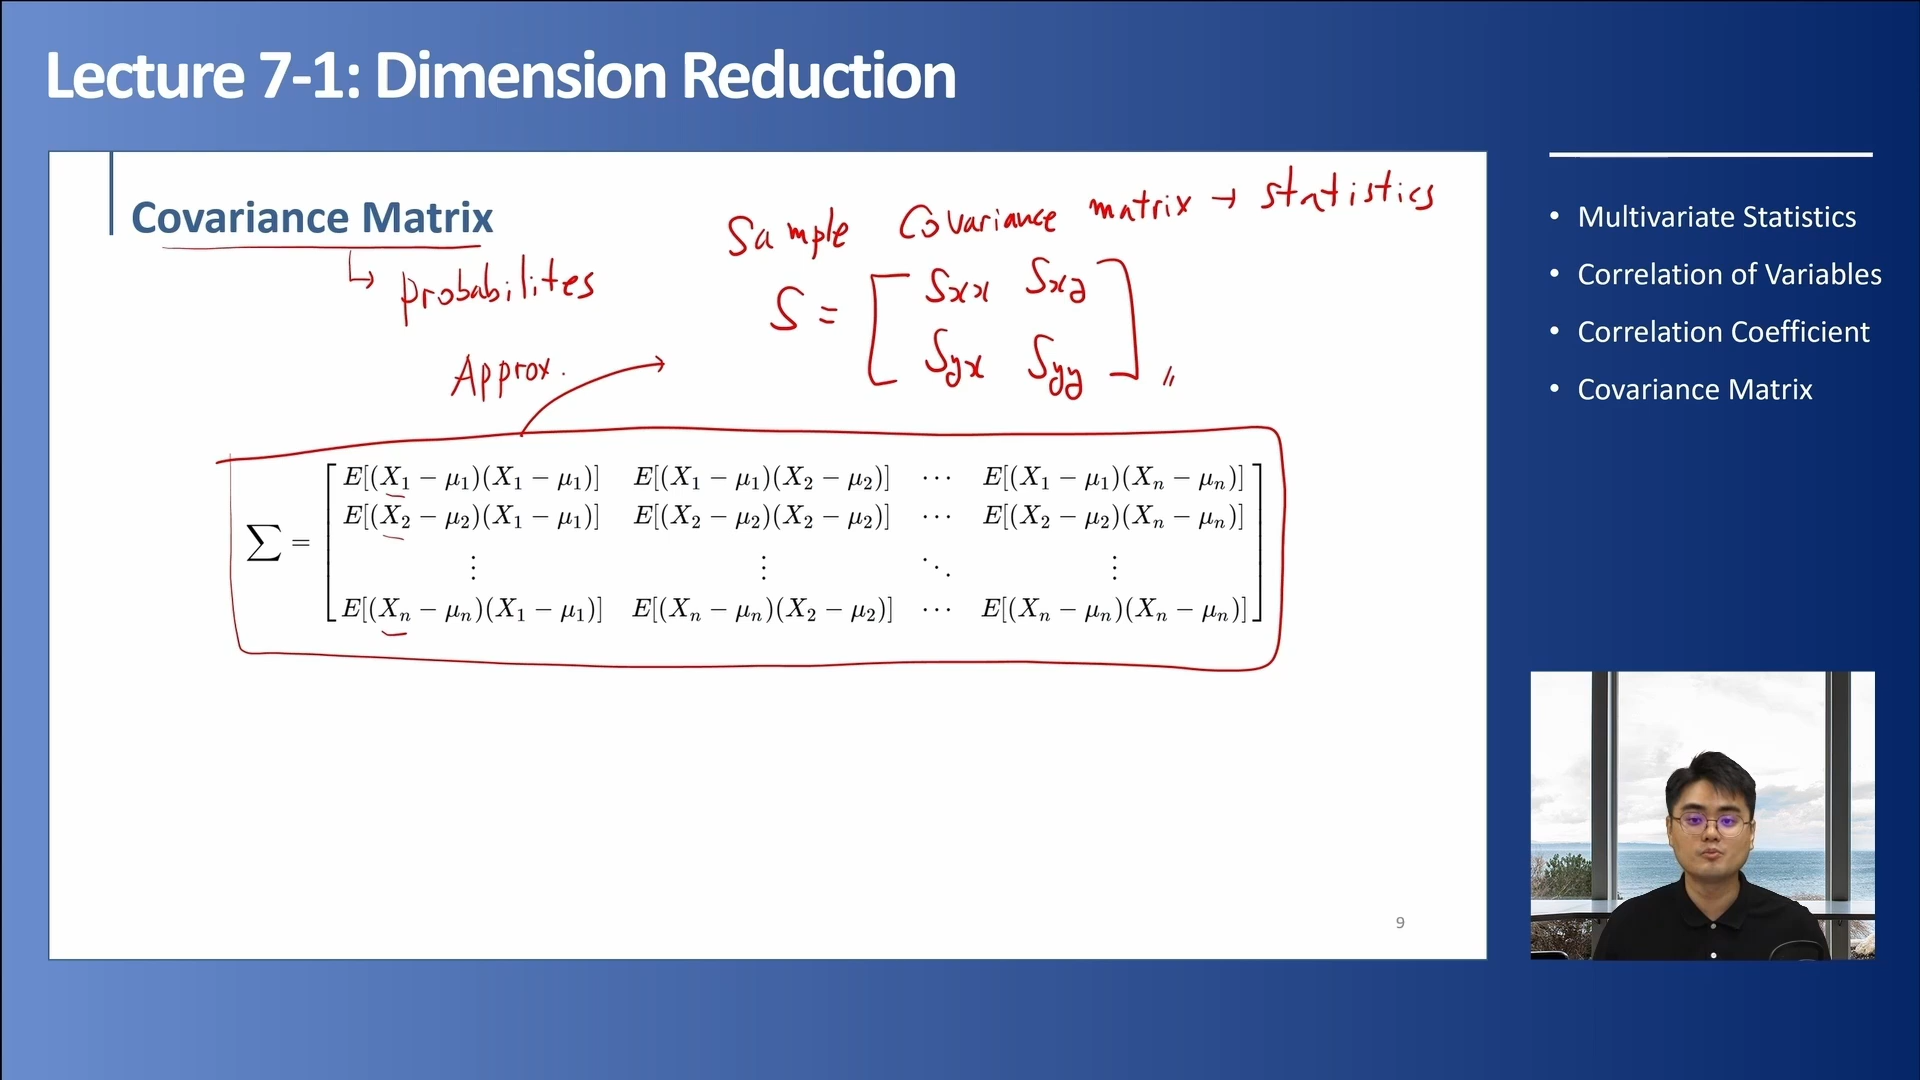 Lecture 7-1: Dimension Reduction
Covariance Matrix
↳ probabilites
Sample Covariance matrix → statistics
S = [ Sxx Sxy
Syx Syy ] 〃
Approx.
∑ = [ E[(X₁ − μ₁)(X₁ − μ₁)] E[(X₁ − μ₁)(X₂ − μ₂)] ⋯ E[(X₁ − μ₁)(Xₙ − μₙ)]
E[(X₂ − μ₂)(X₁ − μ₁)] E[(X₂ − μ₂)(X₂ − μ₂)] ⋯ E[(X₂ − μ₂)(Xₙ − μₙ)]
⋮ ⋮ ⋱ ⋮
E[(Xₙ − μₙ)(X₁ − μ₁)] E[(Xₙ − μₙ)(X₂ − μ₂)] ⋯ E[(Xₙ − μₙ)(Xₙ − μₙ)] ]
9
• Multivariate Statistics
• Correlation of Variables
• Correlation Coefficient
• Covariance Matrix